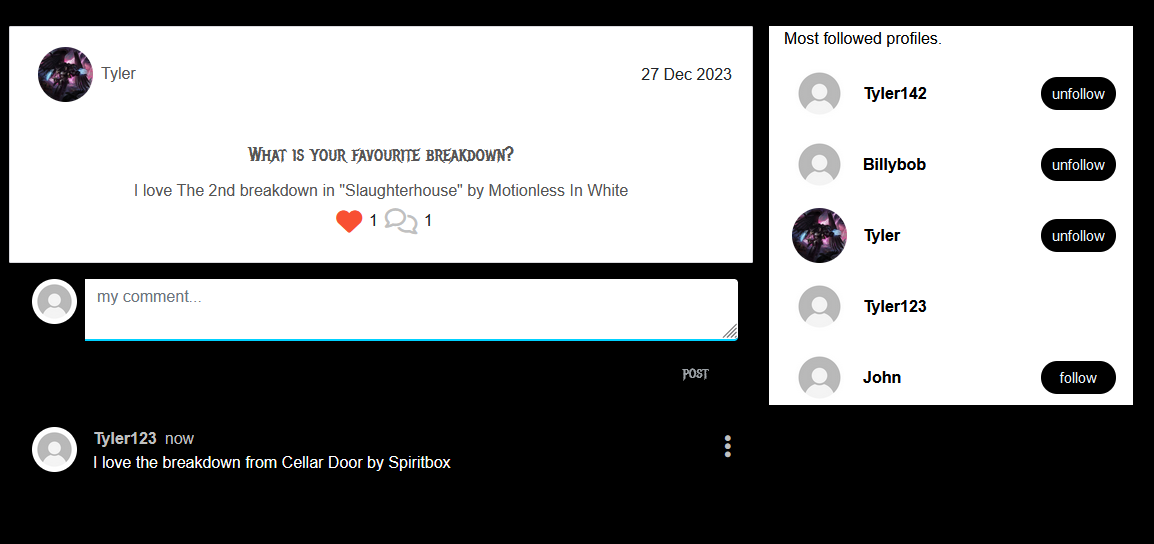 Tyler
27 Dec 2023
What is your favourite breakdown?
I love The 2nd breakdown in "Slaughterhouse" by Motionless In White
1 1
my comment...
POST
Tyler123 now
I love the breakdown from Cellar Door by Spiritbox
Most followed profiles.
Tyler142 unfollow
Billybob unfollow
Tyler unfollow
Tyler123
John follow